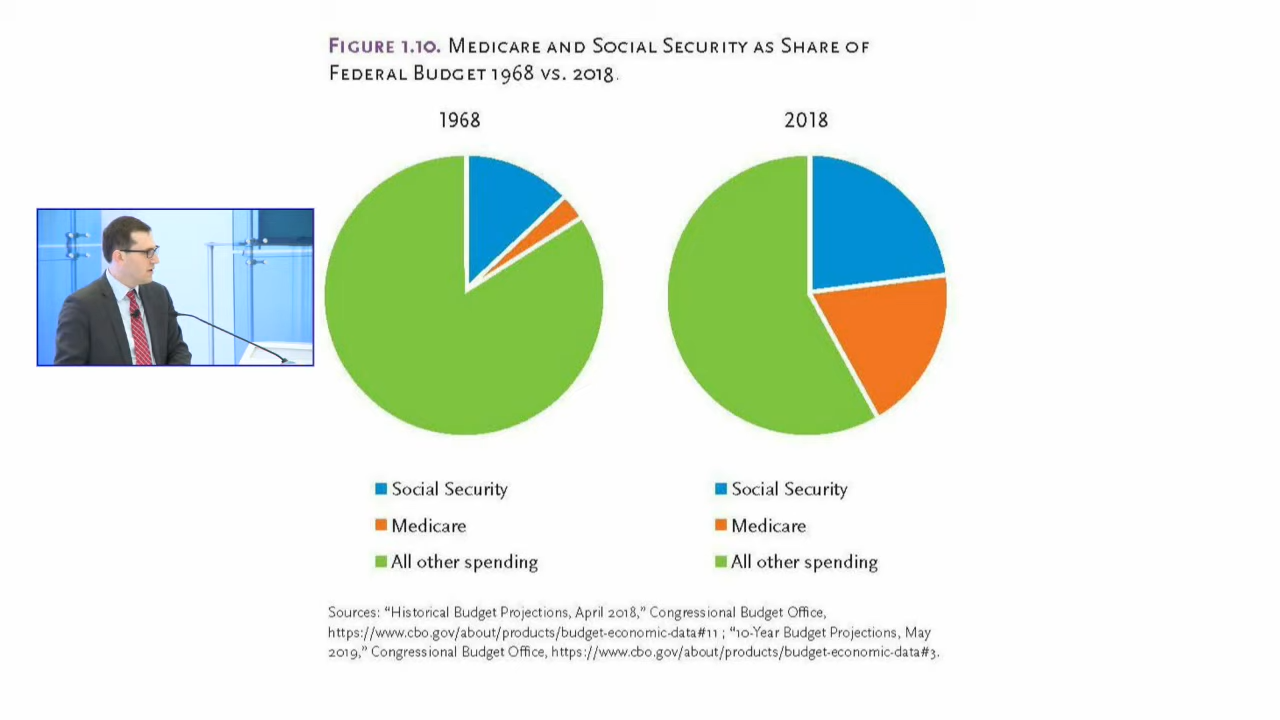 FIGURE 1.10. MEDICARE AND SOCIAL SECURITY AS SHARE OF
FEDERAL BUDGET 1968 VS. 2018.
1968
2018
Social Security
Medicare
All other spending
Social Security
Medicare
All other spending
Sources: “Historical Budget Projections, April 2018,” Congressional Budget Office,
https://www.cbo.gov/about/products/budget-economic-data#11 ; “10-Year Budget Projections, May
2019,” Congressional Budget Office, https://www.cbo.gov/about/products/budget-economic-data#3.